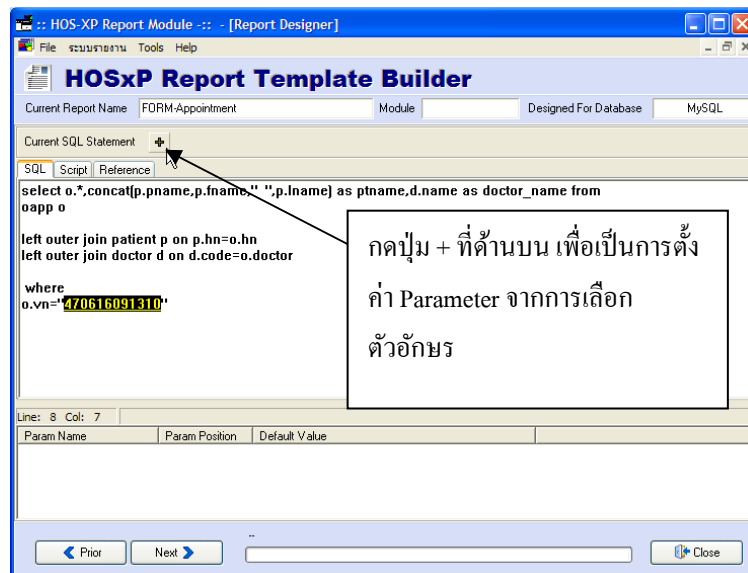 :: HOS-XP Report Module -:: - [Report Designer]
File ระบบรายงาน Tools Help
HOSxP Report Template Builder
Current Report Name FORM-Appointment Module Designed For Database MySQL
Current SQL Statement
SQL Script Reference
select o.*,concat(p.pname,p.fname," ",p.lname) as ptname,d.name as doctor_name from
oapp o
left outer join patient p on p.hn=o.hn
left outer join doctor d on d.code=o.doctor
where
o.vn="470616091310"
กดปุ่ม + ที่ด้านบน เพื่อเป็นการตั้ง
ค่า Parameter จากการเลือก
ตัวอักษร
Line: 8 Col: 7
Param Name Param Position Default Value
..
Prior Next Close